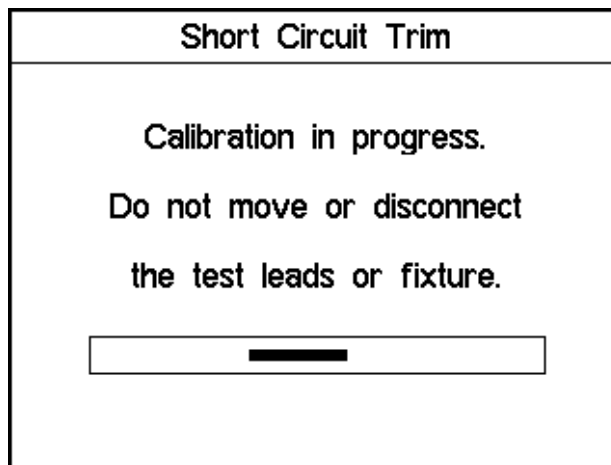 Short Circuit Trim
Calibration in progress.
Do not move or disconnect
the test leads or fixture.